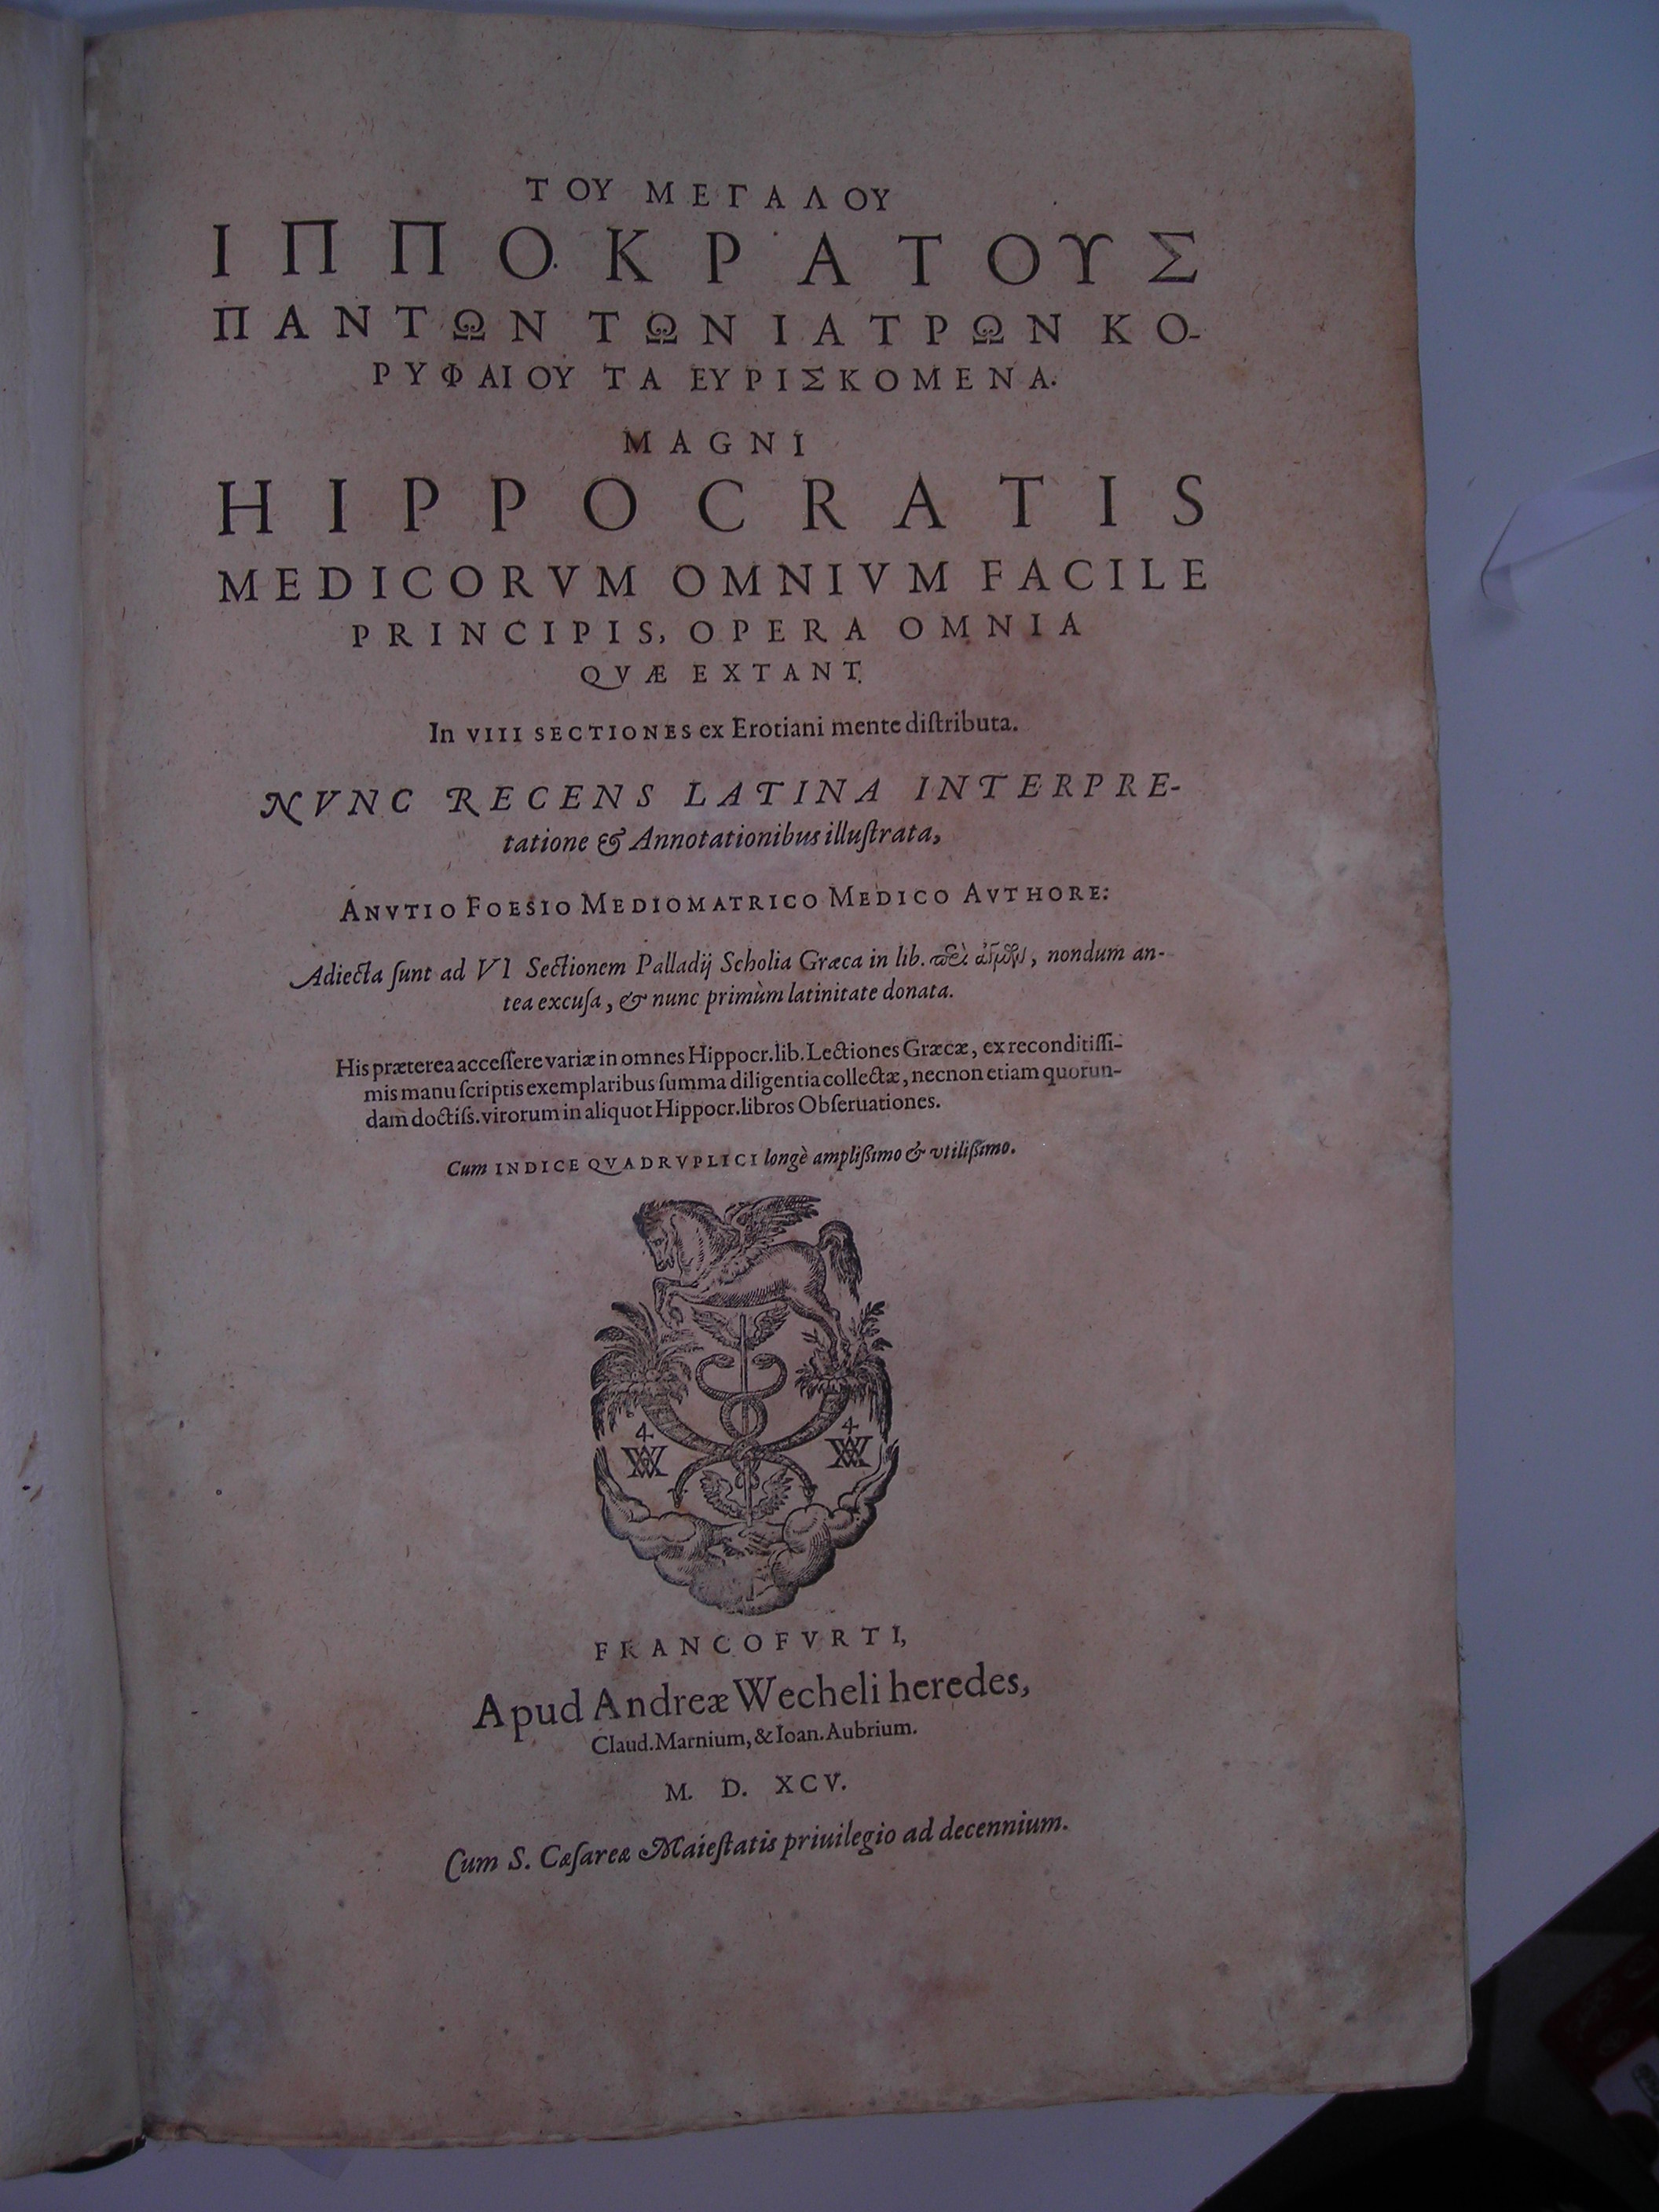 ΤΟΥ ΜΕΓΑΛΟΥ
ΙΠΠΟΚΡΑΤΟΥΣ
ΠΑΝΤΩΝ ΤΩΝ ΙΑΤΡΩΝ ΚΟ-
ΡΥΦΑΙΟΥ ΤΑ ΕΥΡΙΣΚΟΜΕΝΑ.
MAGNI
HIPPOCRATIS
MEDICORVM OMNIVM FACILE
PRINCIPIS, OPERA OMNIA
QVÆ EXTANT.
In VIII SECTIONES ex Erotiani mente diſtributa.
NVNC RECENS LATINA INTERPRE-
tatione & Annotationibus illuſtrata,
ANVTIO FOESIO MEDIOMATRICO MEDICO AVTHORE:
Adiecta ſunt ad VI Sectionem Palladij Scholia Græca in lib. περὶ ἀγμῶν, nondum an-
tea excuſa, & nunc primùm latinitate donata.
His præterea acceſſere variæ in omnes Hippocr. lib. Lectiones Græcæ, ex reconditiſſi-
mis manu ſcriptis exemplaribus ſumma diligentia collectæ, necnon etiam quorun-
dam doctiſs. virorum in aliquot Hippocr. libros Obſeruationes.
Cum INDICE QVADRVPLICI longè ampliſsimo & vtiliſsimo.
4 4
W W
FRANCOFVRTI,
Apud Andreæ Wecheli heredes,
Claud. Marnium, & Ioan. Aubrium.
M. D. XCV.
Cum S. Cæſareæ Maieſtatis priuilegio ad decennium.